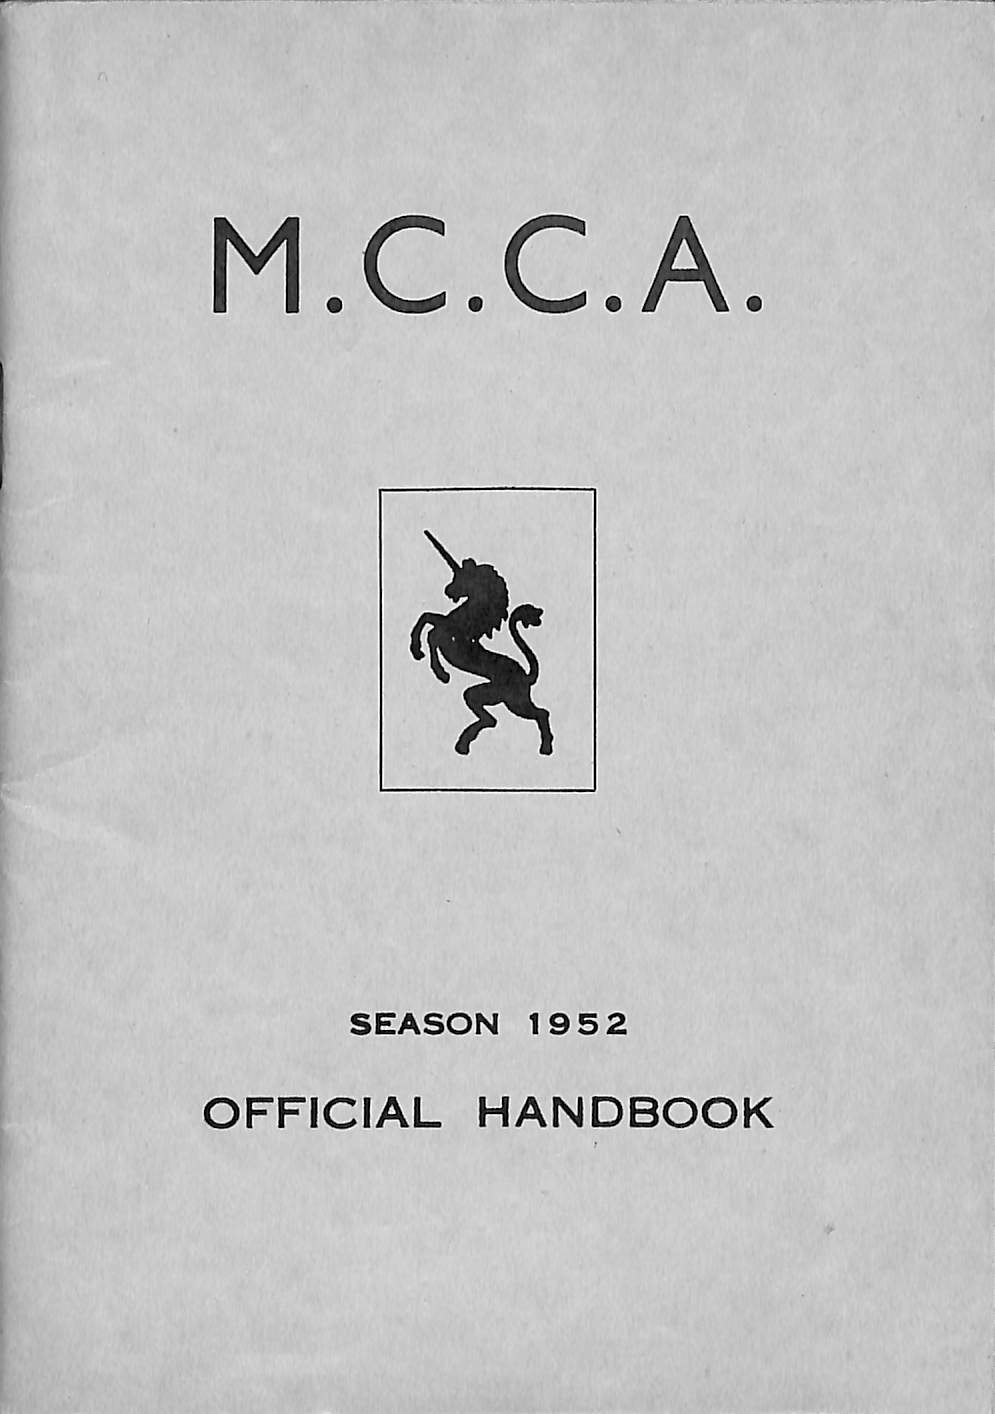 M.C.C.A.
SEASON 1952
OFFICIAL HANDBOOK